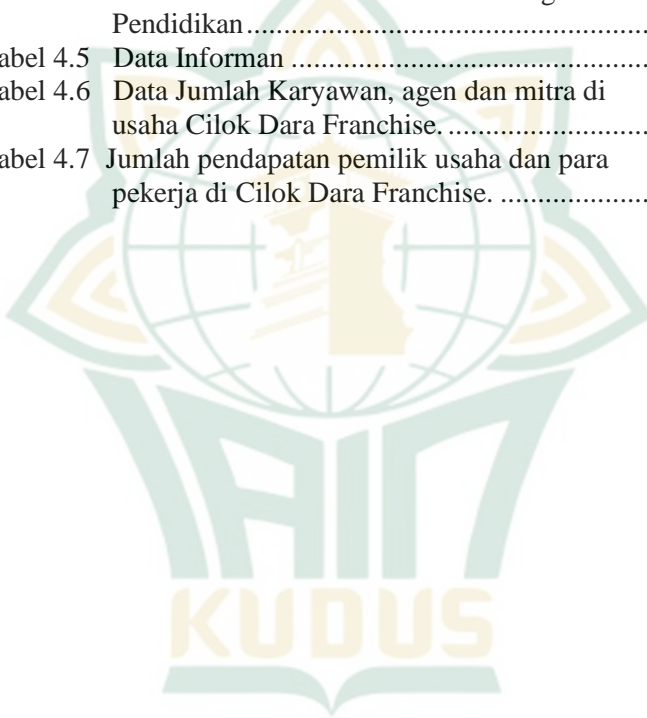 Pendidikan ............................................................
abel 4.5 Data Informan ......................................................
abel 4.6 Data Jumlah Karyawan, agen dan mitra di
usaha Cilok Dara Franchise. ..............................
abel 4.7 Jumlah pendapatan pemilik usaha dan para
pekerja di Cilok Dara Franchise. ......................
IAIN
KUDUS